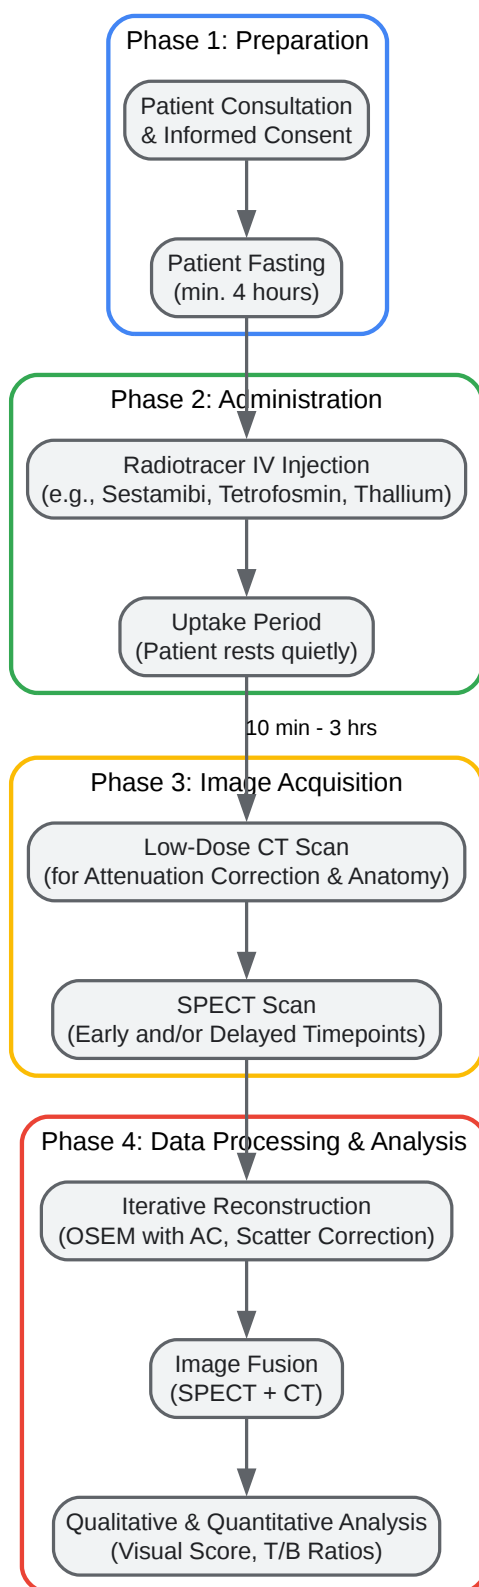 Phase 1: Preparation
Patient Consultation
& Informed Consent
Patient Fasting
(min. 4 hours)
Phase 2: Administration
Radiotracer IV Injection
(e.g., Sestamibi, Tetrofosmin, Thallium)
Uptake Period
(Patient rests quietly)
10 min - 3 hrs
Phase 3: Image Acquisition
Low-Dose CT Scan
(for Attenuation Correction & Anatomy)
SPECT Scan
(Early and/or Delayed Timepoints)
Phase 4: Data Processing & Analysis
Iterative Reconstruction
(OSEM with AC, Scatter Correction)
Image Fusion
(SPECT + CT)
Qualitative & Quantitative Analysis
(Visual Score, T/B Ratios)